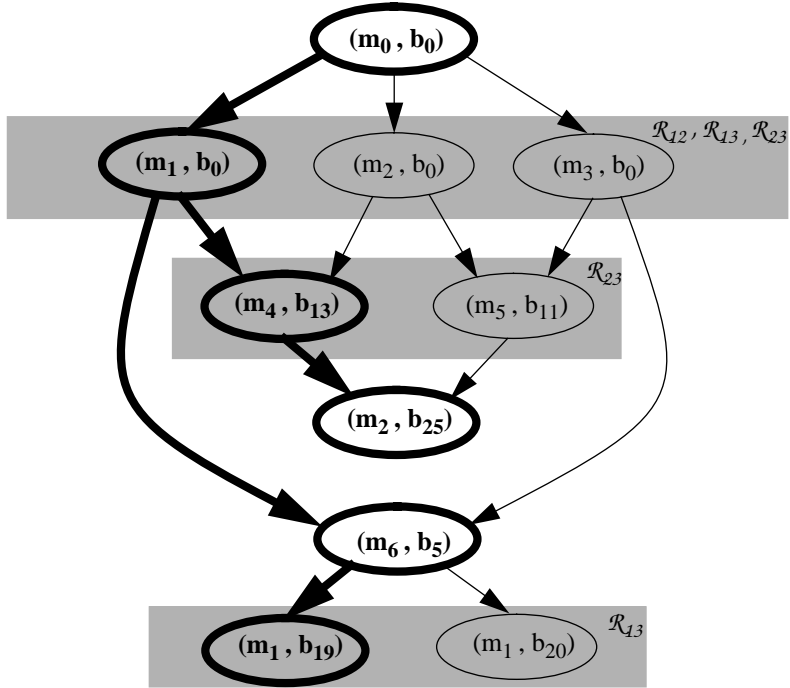 (m0 , b0)
R12 , R13 , R23
(m1 , b0) (m2 , b0) (m3 , b0)
R23
(m4 , b13) (m5 , b11)
(m2 , b25)
(m6 , b5)
R13
(m1 , b19) (m1 , b20)